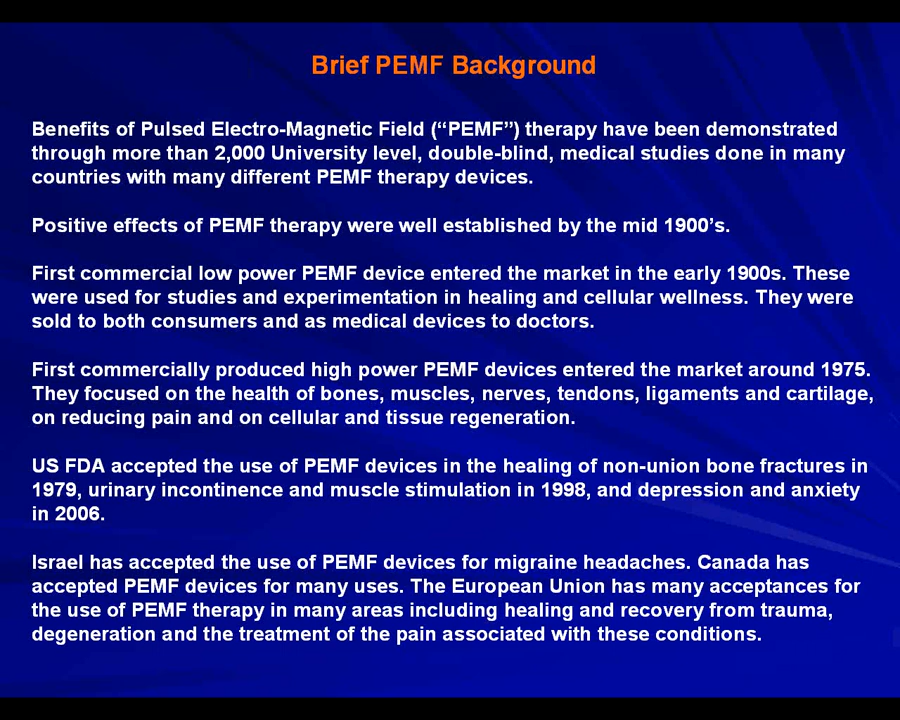 Brief PEMF Background
Benefits of Pulsed Electro-Magnetic Field (“PEMF”) therapy have been demonstrated
through more than 2,000 University level, double-blind, medical studies done in many
countries with many different PEMF therapy devices.
Positive effects of PEMF therapy were well established by the mid 1900’s.
First commercial low power PEMF device entered the market in the early 1900s. These
were used for studies and experimentation in healing and cellular wellness. They were
sold to both consumers and as medical devices to doctors.
First commercially produced high power PEMF devices entered the market around 1975.
They focused on the health of bones, muscles, nerves, tendons, ligaments and cartilage,
on reducing pain and on cellular and tissue regeneration.
US FDA accepted the use of PEMF devices in the healing of non-union bone fractures in
1979, urinary incontinence and muscle stimulation in 1998, and depression and anxiety
in 2006.
Israel has accepted the use of PEMF devices for migraine headaches. Canada has
accepted PEMF devices for many uses. The European Union has many acceptances for
the use of PEMF therapy in many areas including healing and recovery from trauma,
degeneration and the treatment of the pain associated with these conditions.